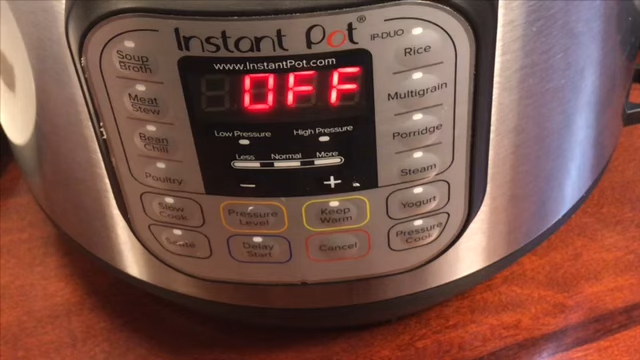 Instant Pot® IP-DUO
www.InstantPot.com
OFF
Low Pressure High Pressure
Less Normal More
− +
Soup
Broth
Meat
Stew
Bean
Chili
Poultry
Slow
Cook
Sauté
Rice
Multigrain
Porridge
Steam
Yogurt
Pressure
Cook
Pressure
Level
Keep
Warm
Delay
Start
Cancel